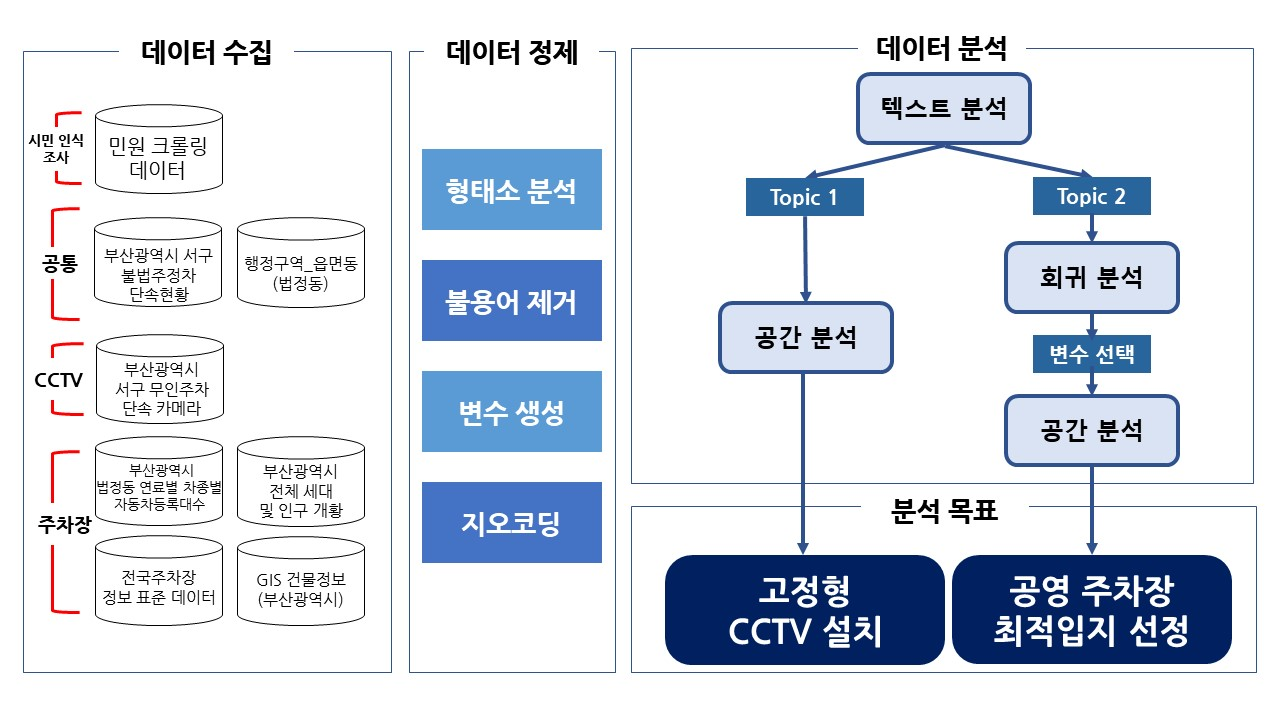 데이터 수집
시민 인식
조사
민원 크롤링
데이터
공통
부산광역시 서구
불법주정차
단속현황
행정구역_읍면동
(법정동)
CCTV
부산광역시
서구 무인주차
단속 카메라
주차장
부산광역시
법정동 연료별 차종별
자동차등록대수
부산광역시
전체 세대
및 인구 개황
전국주차장
정보 표준 데이터
GIS 건물정보
(부산광역시)
데이터 정제
형태소 분석
불용어 제거
변수 생성
지오코딩
데이터 분석
텍스트 분석
Topic 1
Topic 2
회귀 분석
공간 분석
변수 선택
공간 분석
분석 목표
고정형
CCTV 설치
공영 주차장
최적입지 선정